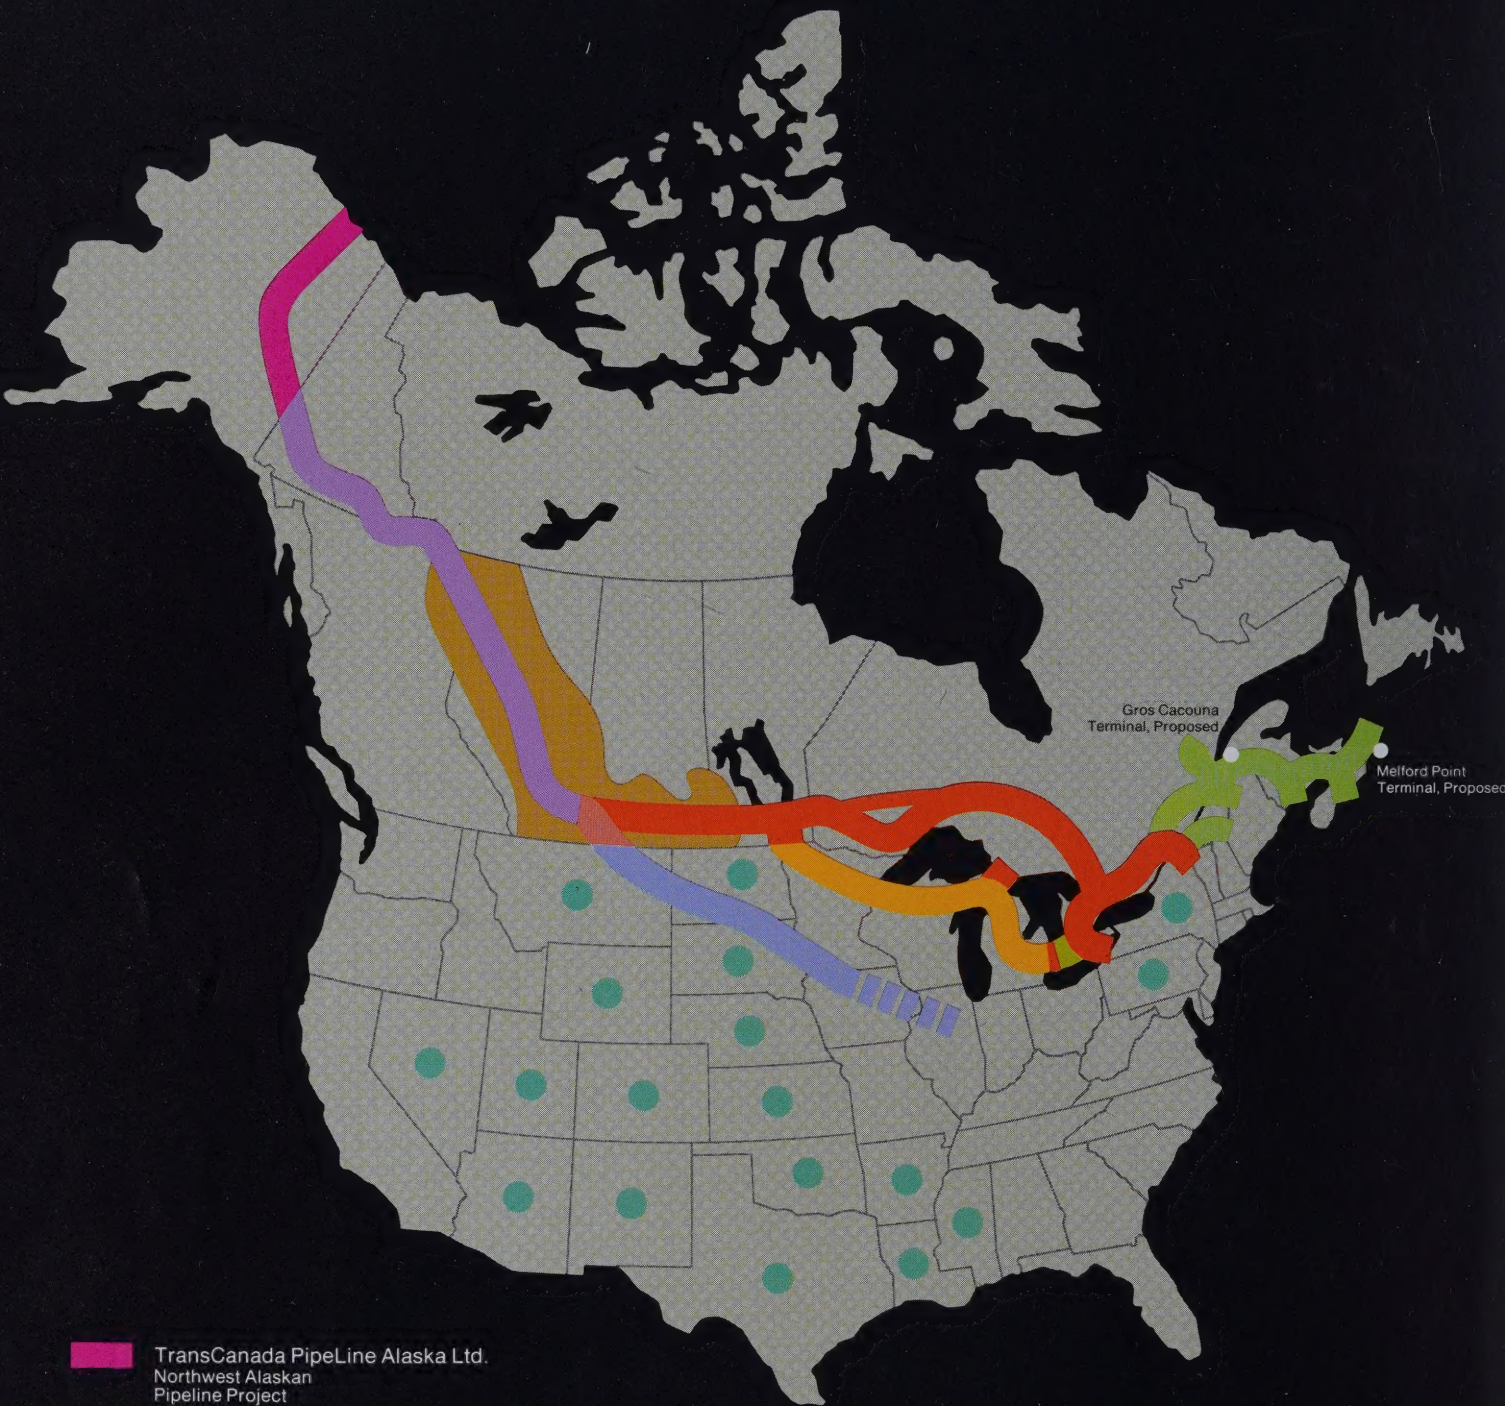 Gros Cacouna
Terminal, Proposed
Melford Point
Terminal, Proposed
TransCanada PipeLine Alaska Ltd.
Northwest Alaskan
Pipeline Project